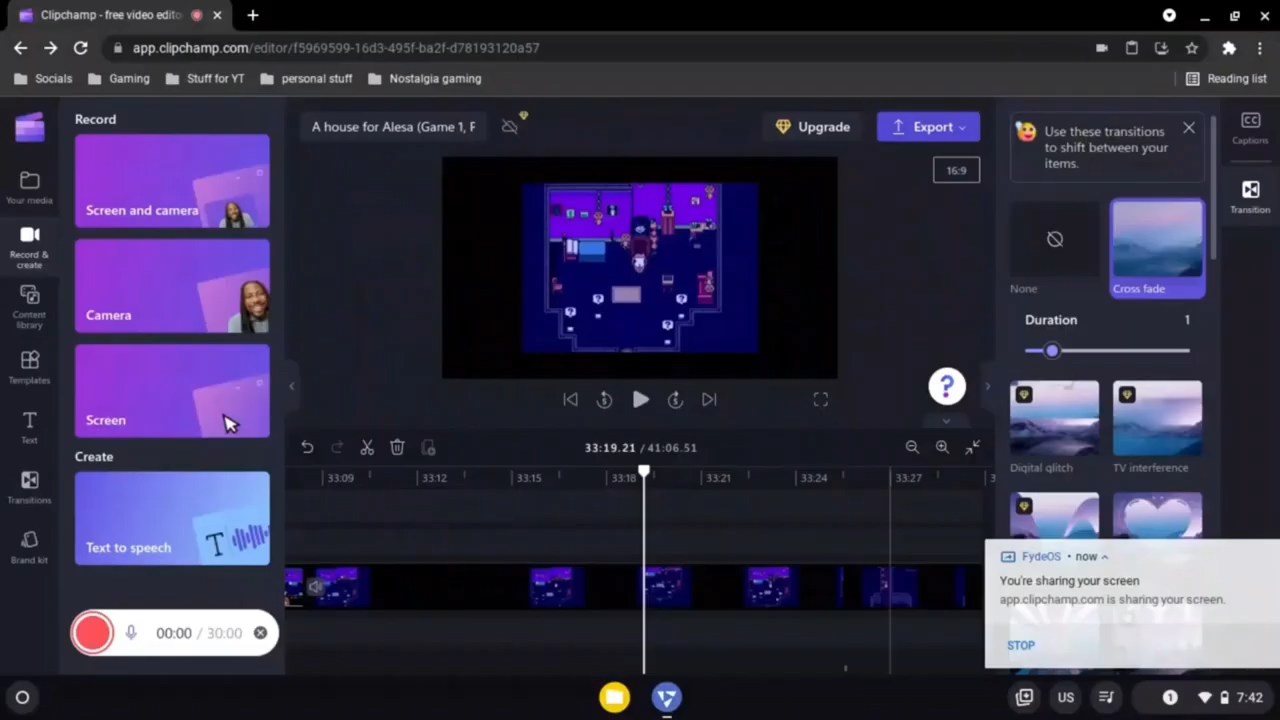 Clipchamp - free video edito
app.clipchamp.com/editor/f5969599-16d3-495f-ba2f-d78193120a57
Socials
Gaming
Stuff for YT
personal stuff
Nostalgia gaming
Reading list
Your media
Record &
create
Content
library
Templates
Text
Transitions
Brand kit
Record
Screen and camera
Camera
Screen
Create
Text to speech
T
00:00 / 30:00
A house for Alesa (Game 1, F
Upgrade
Export
16:9
?
5
5
33:19.21 / 41:06.51
33:09
33:12
33:15
33:18
33:21
33:24
33:27
3
Use these transitions
to shift between your
items.
None
Cross fade
Duration
1
Digital glitch
TV interference
CC
Captions
Transition
FydeOS • now
You're sharing your screen
app.clipchamp.com is sharing your screen.
STOP
US
1
7:42